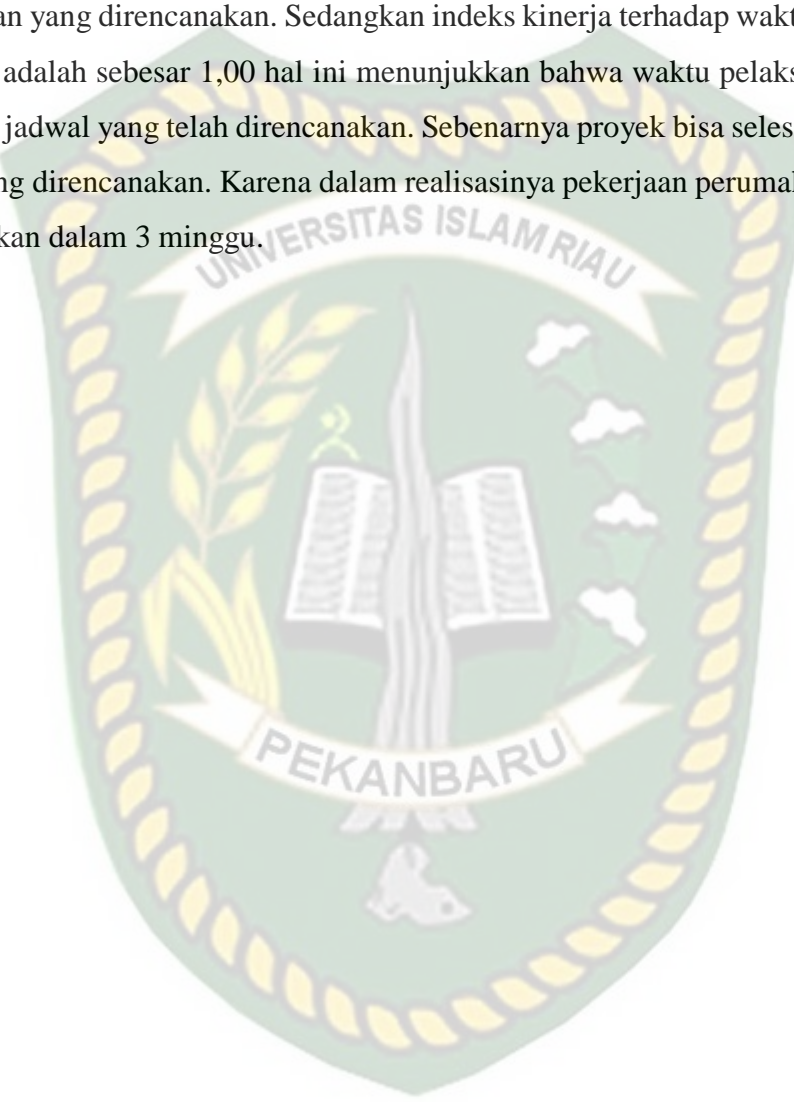 an yang direncanakan. Sedangkan indeks kinerja terhadap wakt
adalah sebesar 1,00 hal ini menunjukkan bahwa waktu pelaks
jadwal yang telah direncanakan. Sebenarnya proyek bisa seles
ng direncanakan. Karena dalam realisasinya pekerjaan perumal
kan dalam 3 minggu.
UNIVERSITAS ISLAM RIAU
PEKANBARU